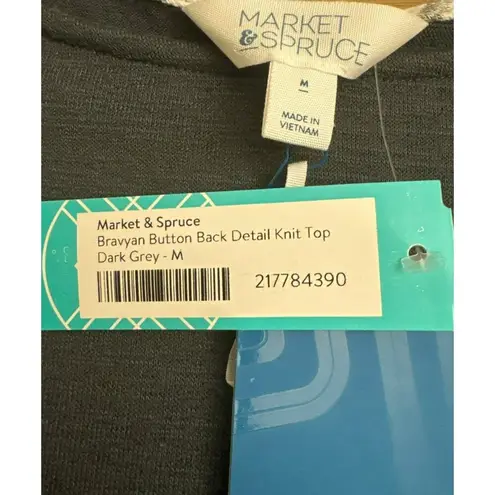 MARKET
& SPRUCE
M
MADE IN
VIETNAM
Market & Spruce
Bravyan Button Back Detail Knit Top
Dark Grey - M
217784390